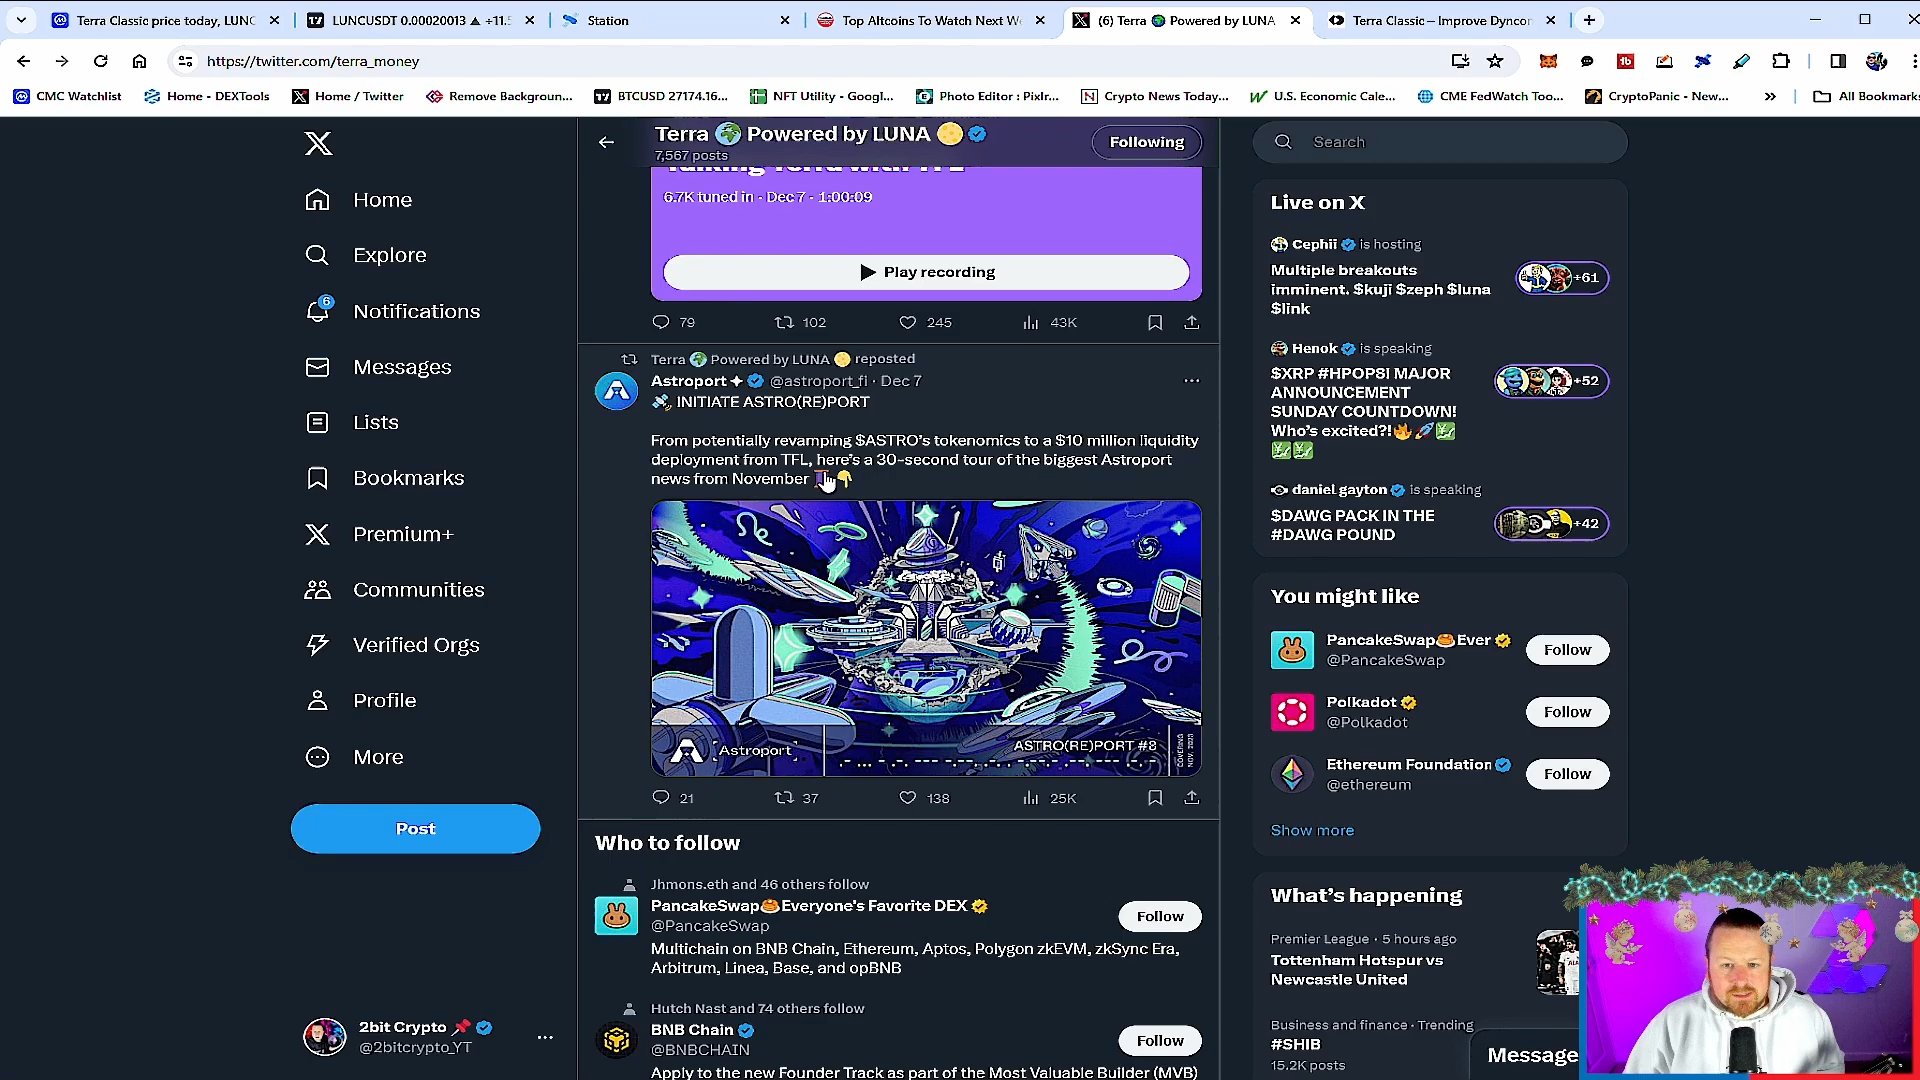 Terra Classic price today, LUNC
LUNCUSDT 0.00020013 ▲ +11.5
Station
Top Altcoins To Watch Next W
(6) Terra 🌍 Powered by LUNA
Terra Classic – Improve Dyncor
https://twitter.com/terra_money
CMC Watchlist
Home - DEXTools
Home / Twitter
Remove Backgroun...
BTCUSD 27174.16...
NFT Utility - Googl...
Photo Editor : Pixlr...
Crypto News Today...
U.S. Economic Cale...
CME FedWatch Too...
CryptoPanic - New...
All Bookmarks
Home
Explore
6
Notifications
Messages
Lists
Bookmarks
Premium+
Communities
Verified Orgs
Profile
More
Post
2bit Crypto 📌
@2bitcrypto_YT
Terra 🌍 Powered by LUNA 🌕
7,567 posts
Following
Talking Terra with TFL
6.7K tuned in · Dec 7 · 1:00:09
Play recording
79 102 245 43K
Terra 🌍 Powered by LUNA 🌕 reposted
Astroport ✦ @astroport_fi · Dec 7
🛰️ INITIATE ASTRO(RE)PORT
From potentially revamping $ASTRO's tokenomics to a $10 million liquidity
deployment from TFL, here's a 30-second tour of the biggest Astroport
news from November 🧵👇
Astroport
ASTRO(RE)PORT #8
COVERING
NOV. 2023
21 37 138 25K
Who to follow
Jhmons.eth and 46 others follow
PancakeSwap🥞Everyone's Favorite DEX
@PancakeSwap
Follow
Multichain on BNB Chain, Ethereum, Aptos, Polygon zkEVM, zkSync Era,
Arbitrum, Linea, Base, and opBNB
Hutch Nast and 74 others follow
BNB Chain
@BNBCHAIN
Follow
Apply to the new Founder Track as part of the Most Valuable Builder (MVB)
Search
Live on X
Cephii is hosting
Multiple breakouts
imminent. $kuji $zeph $luna
$link
+61
Henok is speaking
$XRP #HPOP8! MAJOR
ANNOUNCEMENT
SUNDAY COUNTDOWN!
Who's excited?!🔥🚀💹
💹💹
+52
daniel gayton is speaking
$DAWG PACK IN THE
#DAWG POUND
+42
You might like
PancakeSwap🥞Ever
@PancakeSwap
Follow
Polkadot
@Polkadot
Follow
Ethereum Foundation
@ethereum
Follow
Show more
What's happening
Premier League · 5 hours ago
Tottenham Hotspur vs
Newcastle United
Business and finance · Trending
#SHIB
15.2K posts
Message